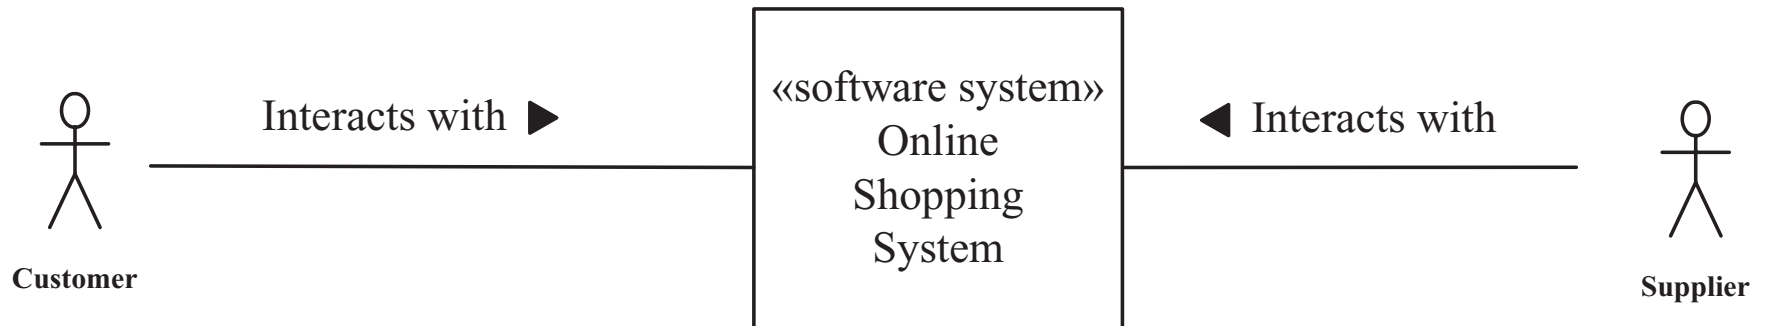 Interacts with
«software system»
Online
Shopping
System
Interacts with
Customer
Supplier